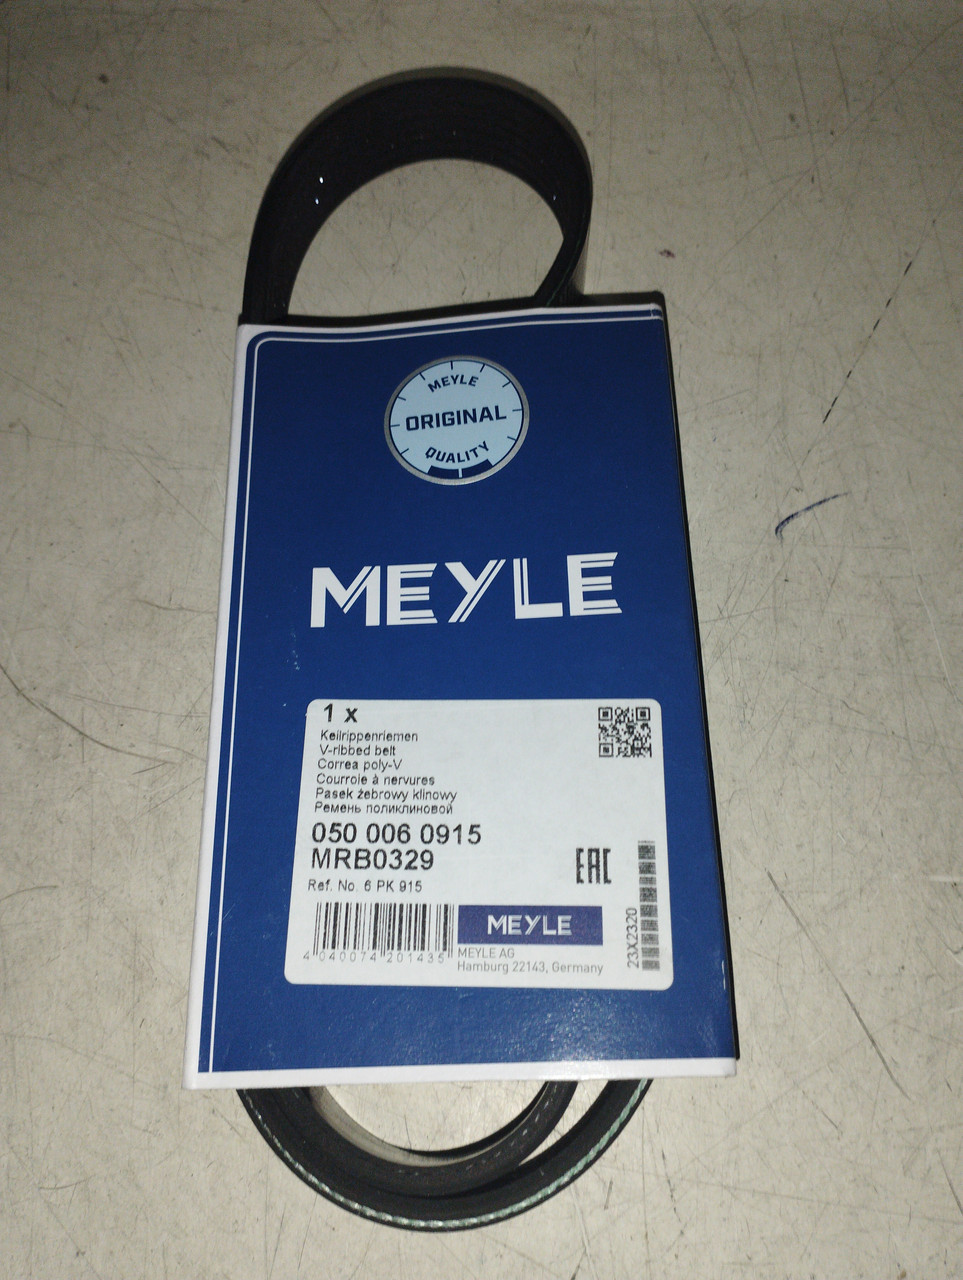 MEYLE
ORIGINAL
QUALITY
MEYLE
1 x
Keilrippenriemen
V-ribbed belt
Correa poly-V
Courroie à nervures
Pasek żebrowy klinowy
Ремень поликлиновой
050 006 0915
MRB0329
EAC
Ref. No. 6 PK 915
4 040074 201435
MEYLE
MEYLE AG
Hamburg 22143, Germany
23X2320